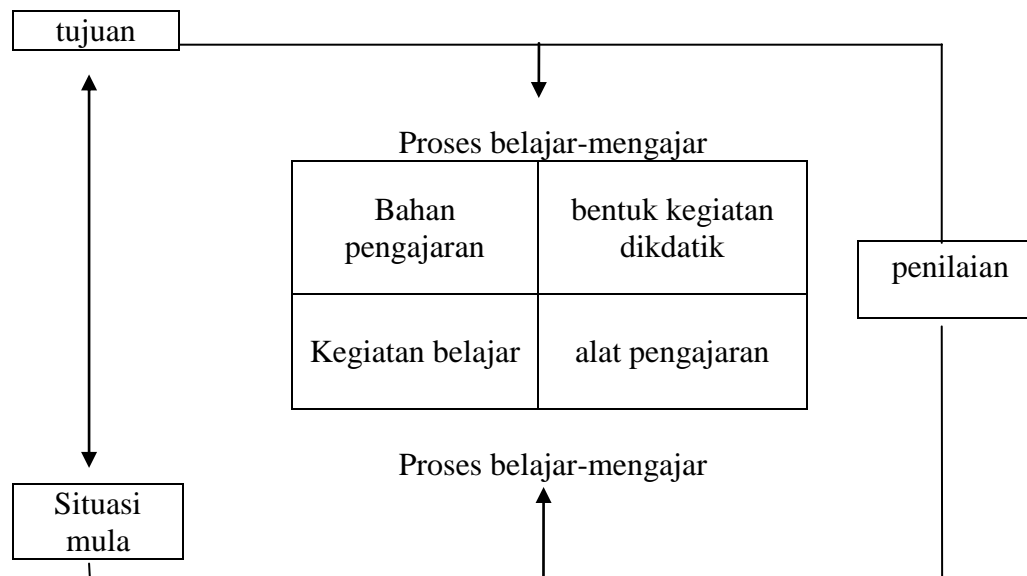 tujuan
Proses belajar-mengajar
Bahan
pengajaran
bentuk kegiatan
dikdatik
penilaian
Kegiatan belajar
alat pengajaran
Proses belajar-mengajar
Situasi
mula